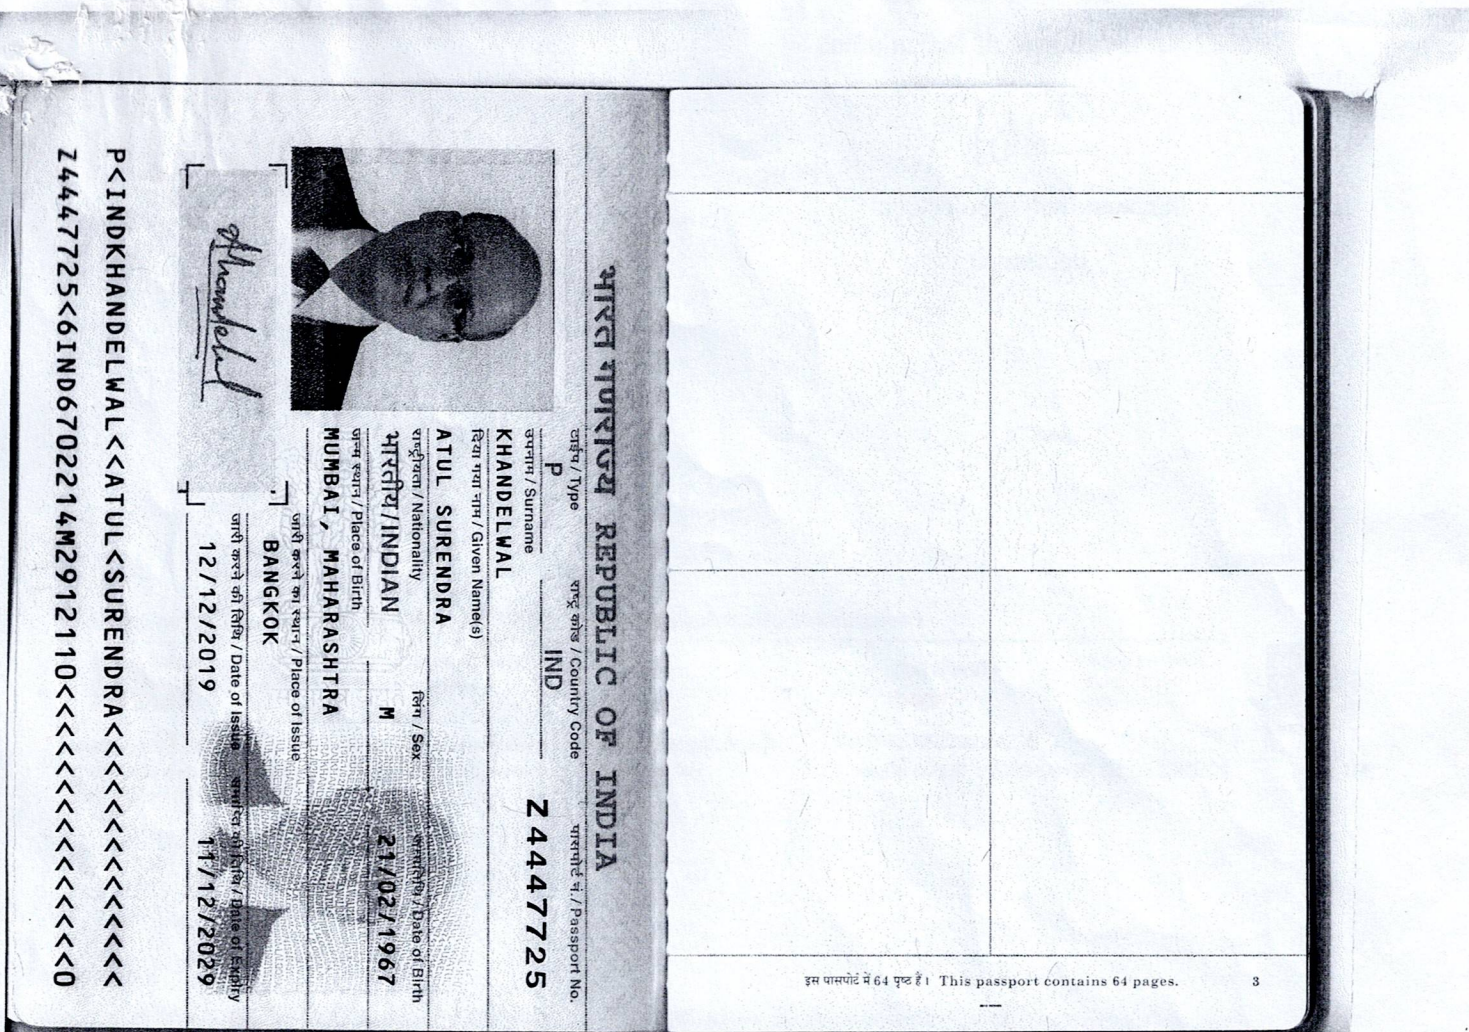 भारत गणराज्य REPUBLIC OF INDIA
टाईप / Type राष्ट्र कोड / Country Code पासपोर्ट नं. / Passport No.
P IND Z4447725
उपनाम / Surname
KHANDELWAL
दिया गया नाम / Given Name(s)
ATUL SURENDRA
राष्ट्रीयता / Nationality लिंग / Sex जन्मतिथि / Date of Birth
भारतीय / INDIAN M 21/02/1967
जन्म स्थान / Place of Birth
MUMBAI, MAHARASHTRA
जारी करने का स्थान / Place of Issue
BANGKOK
जारी करने की तिथि / Date of Issue समाप्ति की तिथि / Date of Expiry
12/12/2019 11/12/2029
P<INDKHANDELWAL<<ATUL<SURENDRA<<<<<<<<<<<<<<
Z4447725<6IND6702214M2912110<<<<<<<<<<<<<<<0
इस पासपोर्ट में 64 पृष्ठ हैं। This passport contains 64 pages. 3